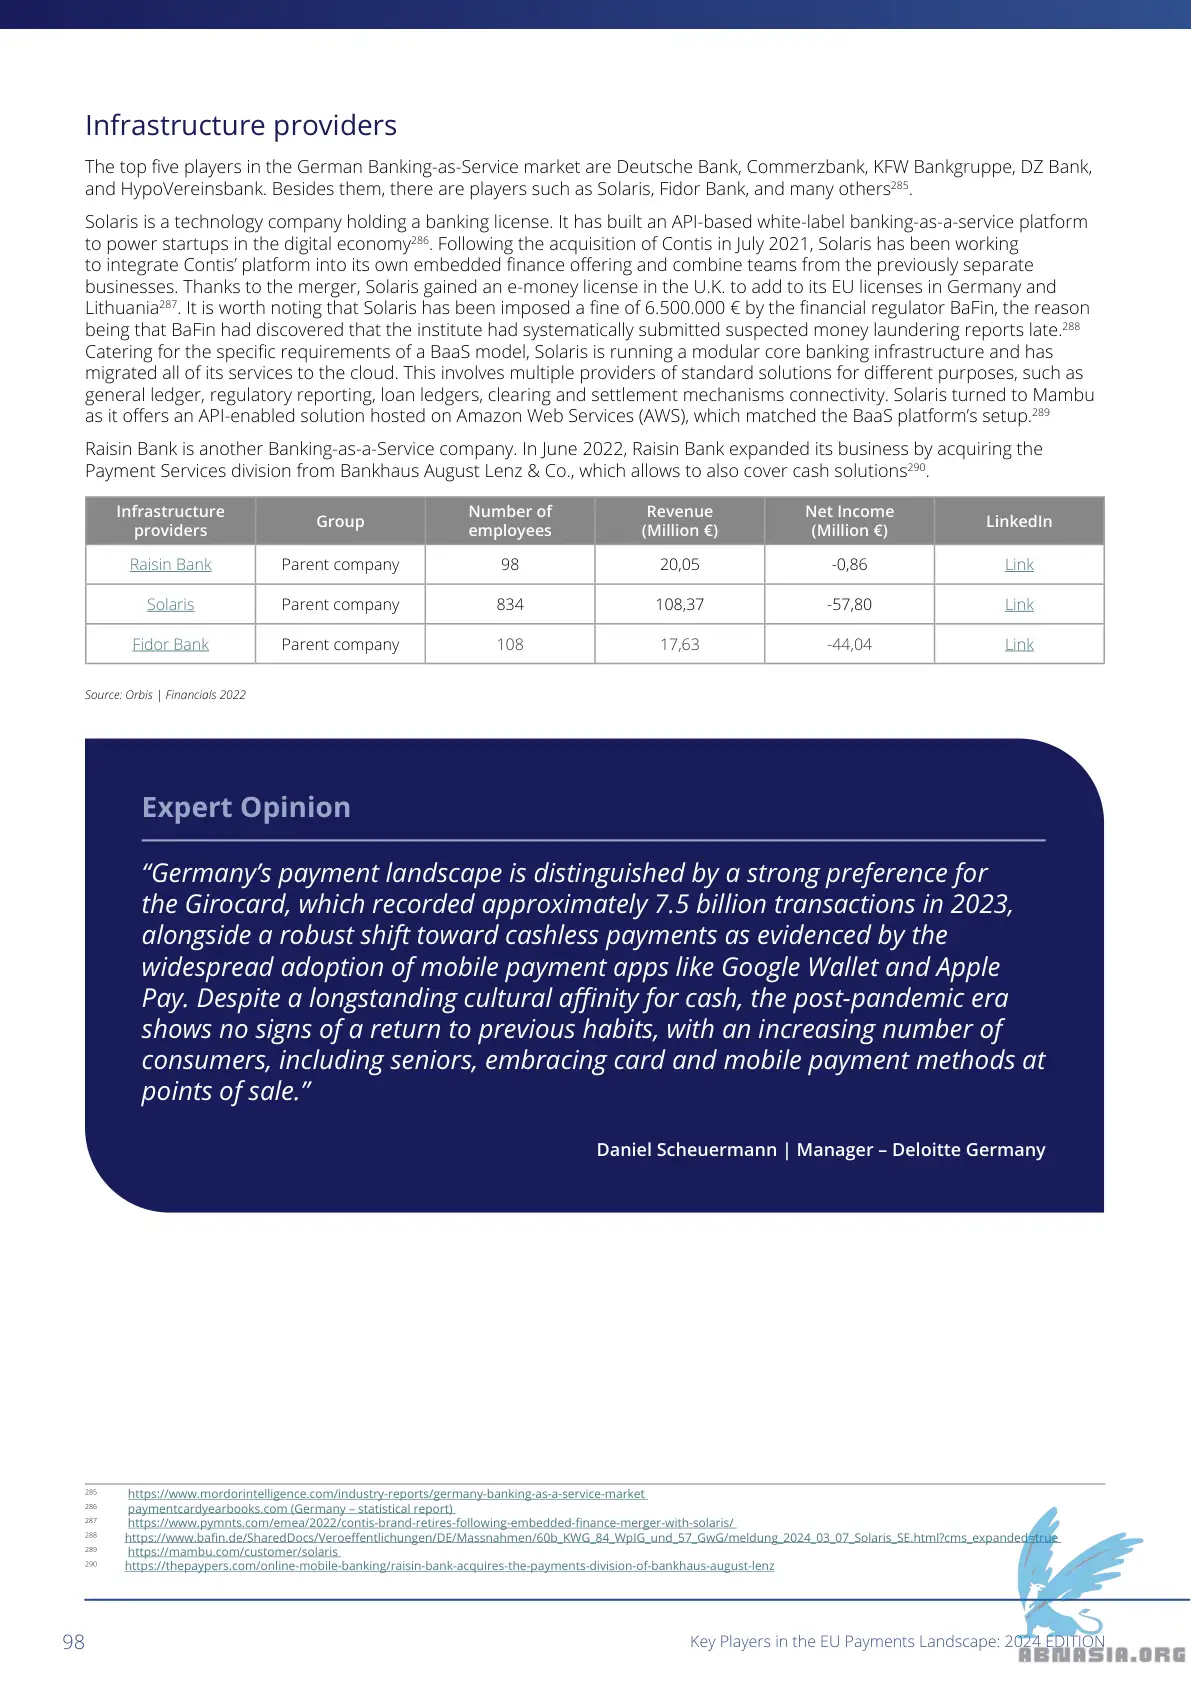 Infrastructure providers
The top five players in the German Banking-as-Service market are Deutsche Bank, Commerzbank, KFW Bankgruppe, DZ Bank,
and HypoVereinsbank. Besides them, there are players such as Solaris, Fidor Bank, and many others285.
Solaris is a technology company holding a banking license. It has built an API-based white-label banking-as-a-service platform
to power startups in the digital economy286. Following the acquisition of Contis in July 2021, Solaris has been working
to integrate Contis’ platform into its own embedded finance offering and combine teams from the previously separate
businesses. Thanks to the merger, Solaris gained an e-money license in the U.K. to add to its EU licenses in Germany and
Lithuania287. It is worth noting that Solaris has been imposed a fine of 6.500.000 € by the financial regulator BaFin, the reason
being that BaFin had discovered that the institute had systematically submitted suspected money laundering reports late.288
Catering for the specific requirements of a BaaS model, Solaris is running a modular core banking infrastructure and has
migrated all of its services to the cloud. This involves multiple providers of standard solutions for different purposes, such as
general ledger, regulatory reporting, loan ledgers, clearing and settlement mechanisms connectivity. Solaris turned to Mambu
as it offers an API-enabled solution hosted on Amazon Web Services (AWS), which matched the BaaS platform’s setup.289
Raisin Bank is another Banking-as-a-Service company. In June 2022, Raisin Bank expanded its business by acquiring the
Payment Services division from Bankhaus August Lenz & Co., which allows to also cover cash solutions290.
Infrastructure providers Group Number of employees Revenue (Million €) Net Income (Million €) LinkedIn
Raisin Bank Parent company 98 20,05 -0,86 Link
Solaris Parent company 834 108,37 -57,80 Link
Fidor Bank Parent company 108 17,63 -44,04 Link
Source: Orbis | Financials 2022
Expert Opinion
“Germany’s payment landscape is distinguished by a strong preference for
the Girocard, which recorded approximately 7.5 billion transactions in 2023,
alongside a robust shift toward cashless payments as evidenced by the
widespread adoption of mobile payment apps like Google Wallet and Apple
Pay. Despite a longstanding cultural affinity for cash, the post-pandemic era
shows no signs of a return to previous habits, with an increasing number of
consumers, including seniors, embracing card and mobile payment methods at
points of sale.”
Daniel Scheuermann | Manager – Deloitte Germany
285 https://www.mordorintelligence.com/industry-reports/germany-banking-as-a-service-market
286 paymentcardyearbooks.com (Germany – statistical report)
287 https://www.pymnts.com/emea/2022/contis-brand-retires-following-embedded-finance-merger-with-solaris/
288 https://www.bafin.de/SharedDocs/Veroeffentlichungen/DE/Massnahmen/60b_KWG_84_WpIG_und_57_GwG/meldung_2024_03_07_Solaris_SE.html?cms_expanded=true
289 https://mambu.com/customer/solaris
290 https://thepaypers.com/online-mobile-banking/raisin-bank-acquires-the-payments-division-of-bankhaus-august-lenz
98
Key Players in the EU Payments Landscape: 2024 EDITION
ABNASIA.ORG